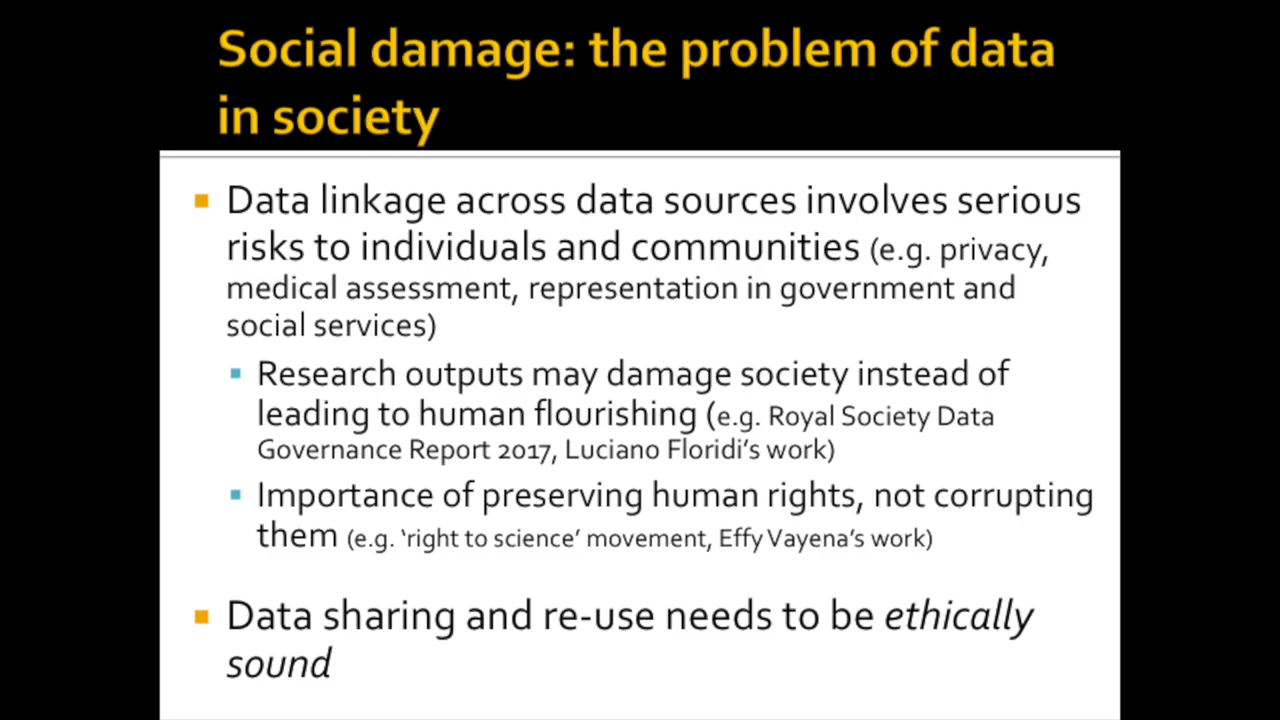 Social damage: the problem of data
in society
Data linkage across data sources involves serious
risks to individuals and communities (e.g. privacy,
medical assessment, representation in government and
social services)
Research outputs may damage society instead of
leading to human flourishing (e.g. Royal Society Data
Governance Report 2017, Luciano Floridi's work)
Importance of preserving human rights, not corrupting
them (e.g. 'right to science' movement, Effy Vayena's work)
Data sharing and re-use needs to be ethically
sound